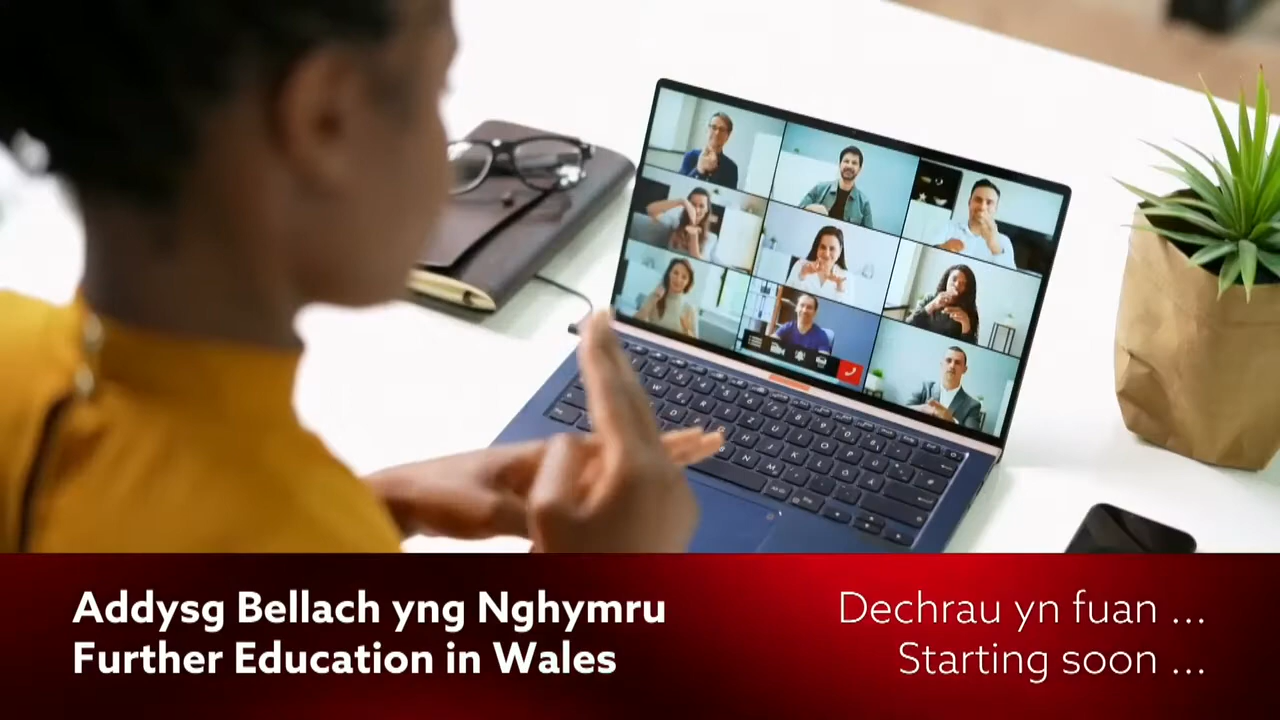 Addysg Bellach yng Nghymru
Further Education in Wales
Dechrau yn fuan ...
Starting soon ...